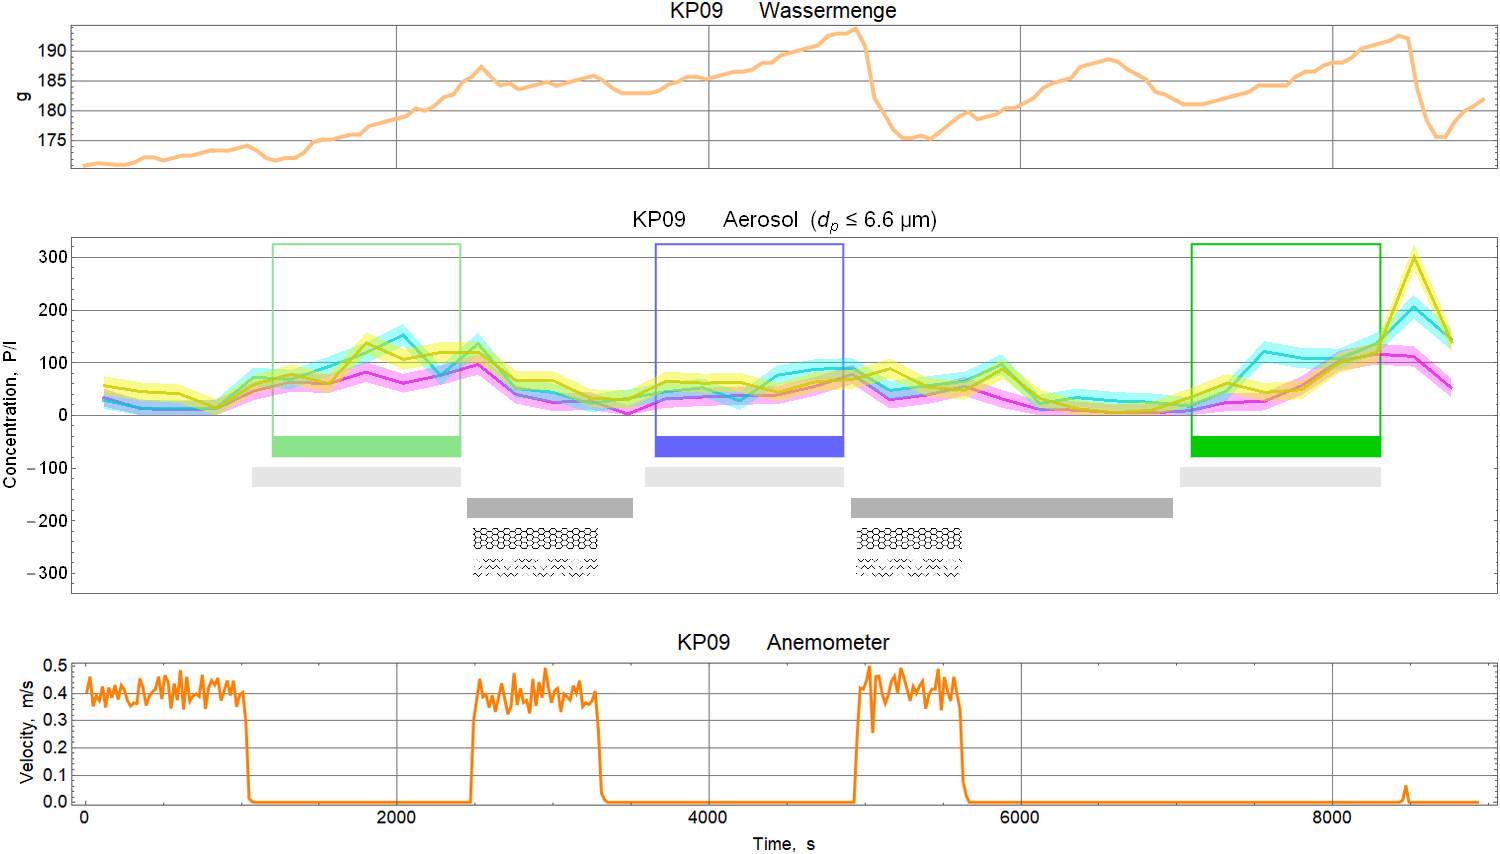 KP09 Wassermenge
190
185
180
175
g
KP09 Aerosol (dp ≤ 6.6 µm)
300
200
100
0
−100
−200
−300
Concentration, P/l
KP09 Anemometer
0.5
0.4
0.3
0.2
0.1
0.0
Velocity, m/s
0 2000 4000 6000 8000
Time, s